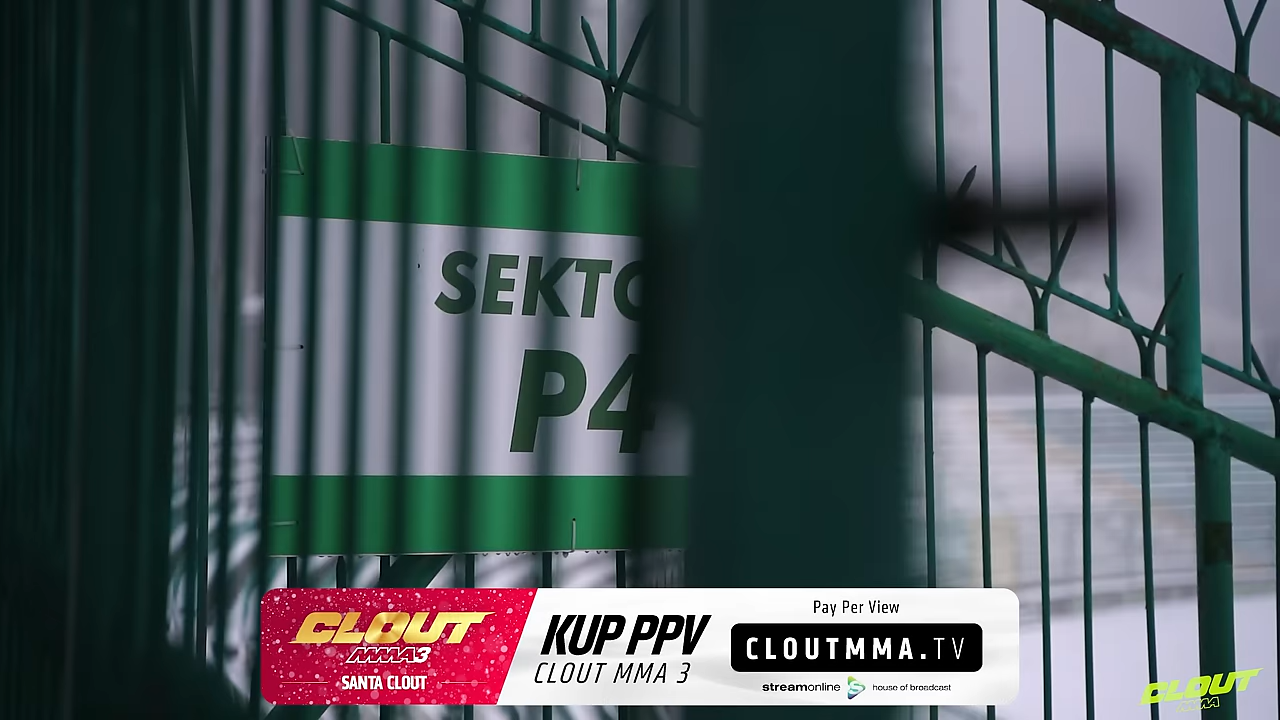 SEKTO
P4
CLOUT
MMA3
SANTA CLOUT
KUP PPV
CLOUT MMA 3
Pay Per View
CLOUTMMA.TV
streamonline
house of broadcast
CLOUT
MMA